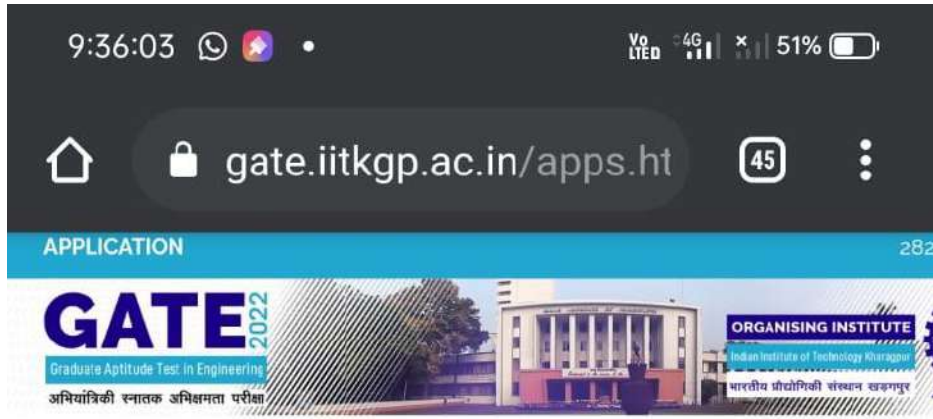 9:36:03
Vo LTE D 4G 51%
gate.iitkgp.ac.in/apps.ht
45
APPLICATION 282
GATE 2022
Graduate Aptitude Test in Engineering
अभियांत्रिकी स्नातक अभिक्षमता परीक्षा
ORGANISING INSTITUTE
Indian Institute of Technology Kharagpur
भारतीय प्रौद्योगिकी संस्थान खड़गपुर